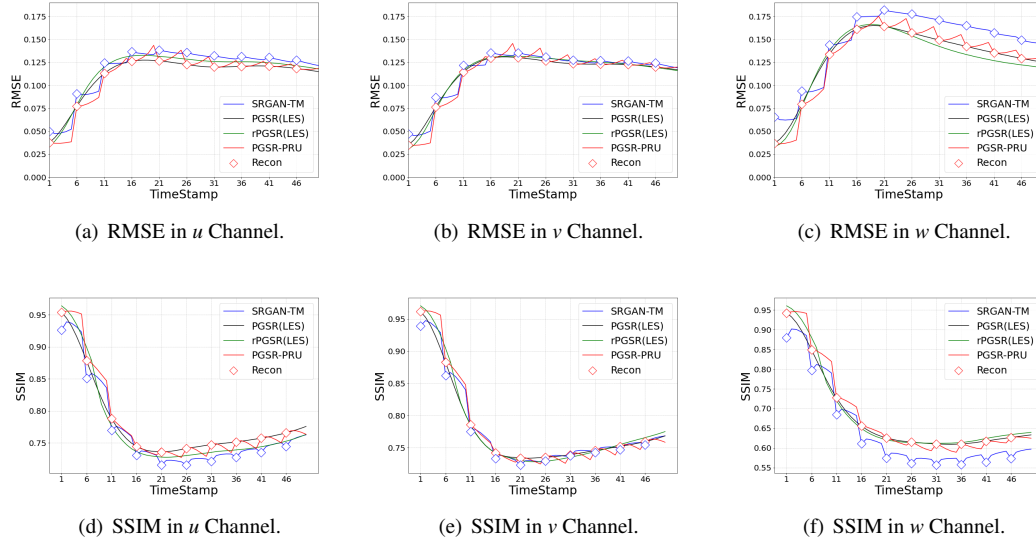 RMSE
0.175
0.150
0.125
0.100
0.075
0.050
0.025
0.000
1 6 11 16 21 26 31 36 41 46
TimeStamp
SRGAN-TM
PGSR(LES)
rPGSR(LES)
PGSR-PRU
Recon
(a) RMSE in u Channel.
RMSE
0.175
0.150
0.125
0.100
0.075
0.050
0.025
0.000
1 6 11 16 21 26 31 36 41 46
TimeStamp
SRGAN-TM
PGSR(LES)
rPGSR(LES)
PGSR-PRU
Recon
(b) RMSE in v Channel.
RMSE
0.175
0.150
0.125
0.100
0.075
0.050
0.025
0.000
1 6 11 16 21 26 31 36 41 46
TimeStamp
SRGAN-TM
PGSR(LES)
rPGSR(LES)
PGSR-PRU
Recon
(c) RMSE in w Channel.
SSIM
0.95
0.90
0.85
0.80
0.75
1 6 11 16 21 26 31 36 41 46
TimeStamp
SRGAN-TM
PGSR(LES)
rPGSR(LES)
PGSR-PRU
Recon
(d) SSIM in u Channel.
SSIM
0.95
0.90
0.85
0.80
0.75
1 6 11 16 21 26 31 36 41 46
TimeStamp
SRGAN-TM
PGSR(LES)
rPGSR(LES)
PGSR-PRU
Recon
(e) SSIM in v Channel.
SSIM
0.95
0.90
0.85
0.80
0.75
0.70
0.65
0.60
0.55
1 6 11 16 21 26 31 36 41 46
TimeStamp
SRGAN-TM
PGSR(LES)
rPGSR(LES)
PGSR-PRU
Recon
(f) SSIM in w Channel.